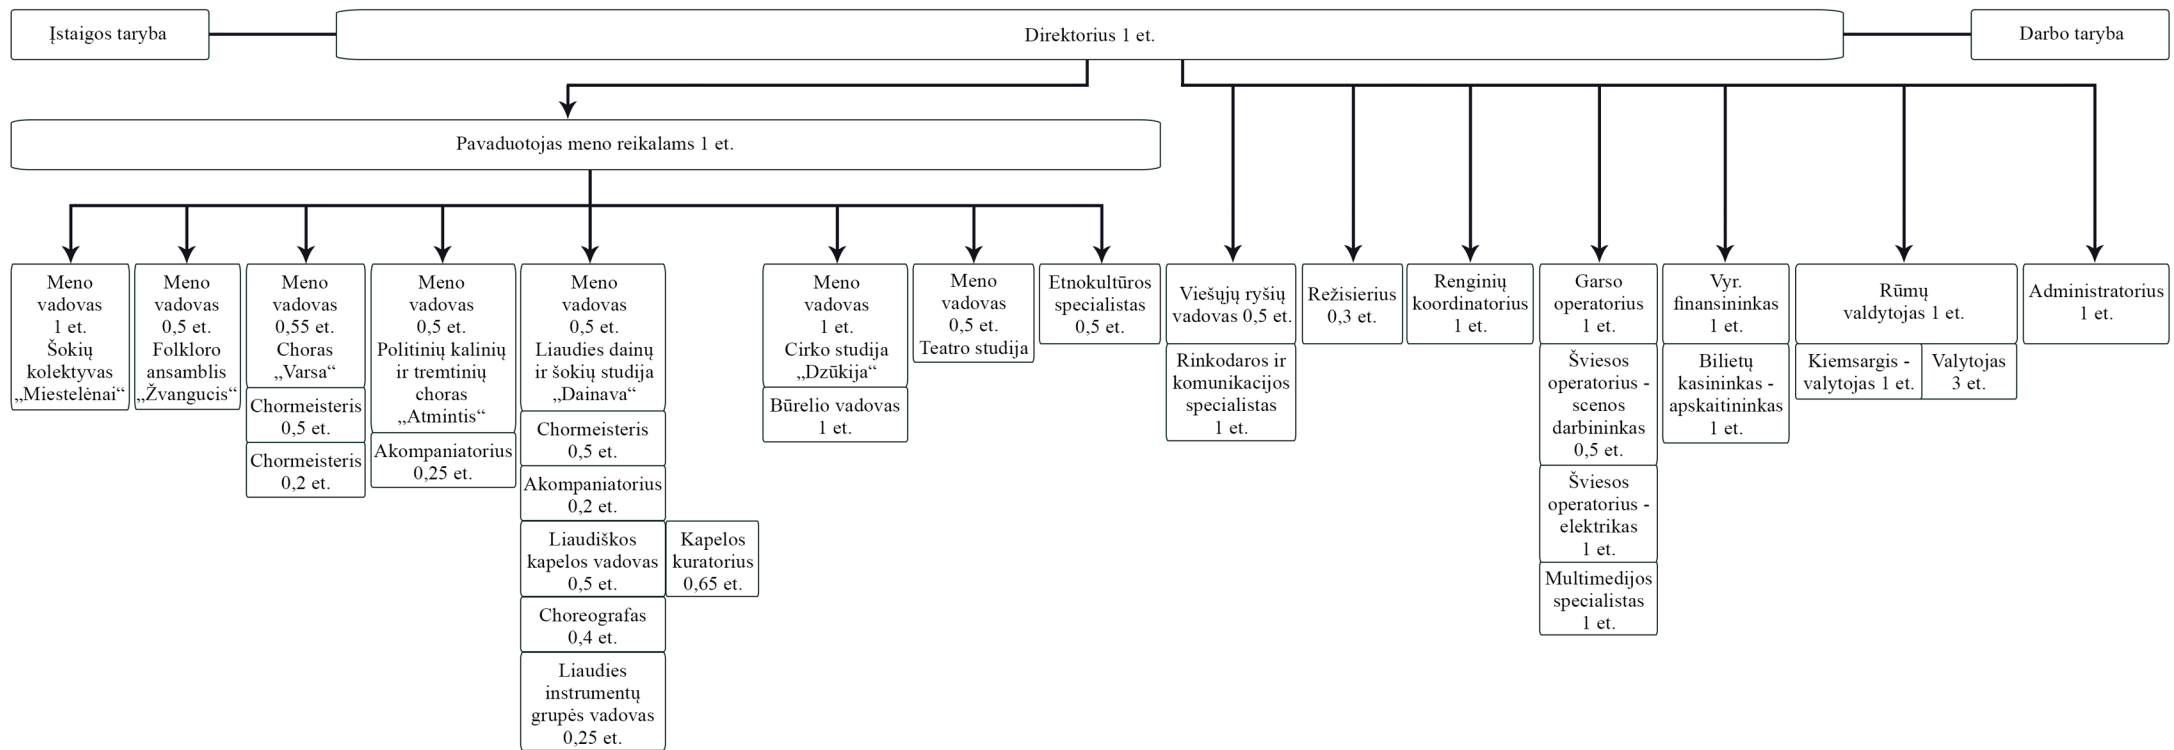 Įstaigos taryba
Direktorius 1 et.
Darbo taryba
Pavaduotojas meno reikalams 1 et.
Meno
vadovas
1 et.
Šokių
kolektyvas
„Miestelėnai“
Meno
vadovas
0,5 et.
Folkloro
ansamblis
„Žvangucis“
Meno
vadovas
0,55 et.
Choras
„Varsa“
Chormeisteris
0,5 et.
Chormeisteris
0,2 et.
Meno
vadovas
0,5 et.
Politinių kalinių
ir tremtinių
choras
„Atmintis“
Akompaniatorius
0,25 et.
Meno
vadovas
0,5 et.
Liaudies dainų
ir šokių studija
„Dainava“
Chormeisteris
0,5 et.
Akompaniatorius
0,2 et.
Liaudiškos
kapelos vadovas
0,5 et.
Kapelos
kuratorius
0,65 et.
Choreografas
0,4 et.
Liaudies
instrumentų
grupės vadovas
0,25 et.
Meno
vadovas
1 et.
Cirko studija
„Dzūkija“
Būrelio vadovas
1 et.
Meno
vadovas
0,5 et.
Teatro studija
Etnokultūros
specialistas
0,5 et.
Viešųjų ryšių
vadovas 0,5 et.
Rinkodaros ir
komunikacijos
specialistas
1 et.
Režisierius
0,3 et.
Renginių
koordinatorius
1 et.
Garso
operatorius
1 et.
Šviesos
operatorius -
scenos
darbininkas
0,5 et.
Šviesos
operatorius -
elektrikas
1 et.
Multimedijos
specialistas
1 et.
Vyr.
finansininkas
1 et.
Bilietų
kasininkas -
apskaitininkas
1 et.
Rūmų
valdytojas 1 et.
Kiemsargis -
valytojas 1 et.
Valytojas
3 et.
Administratorius
1 et.